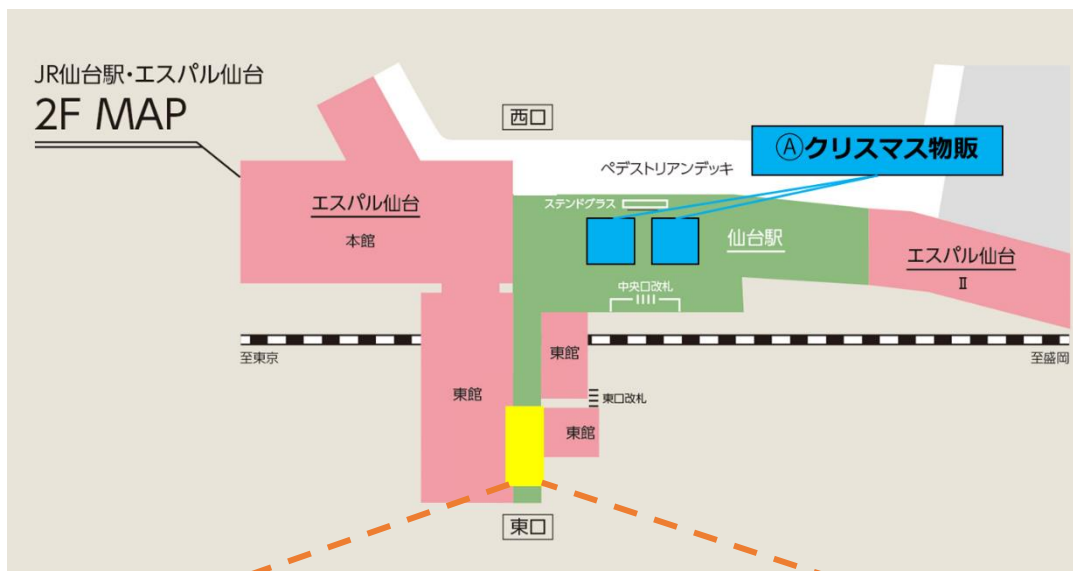 JR仙台駅・エスパル仙台
2F MAP
西口
Ⓐクリスマス物販
ペデストリアンデッキ
エスパル仙台
本館
ステンドグラス
仙台駅
エスパル仙台
Ⅱ
中央口改札
至東京
東館
至盛岡
東館
東口改札
東館
東口